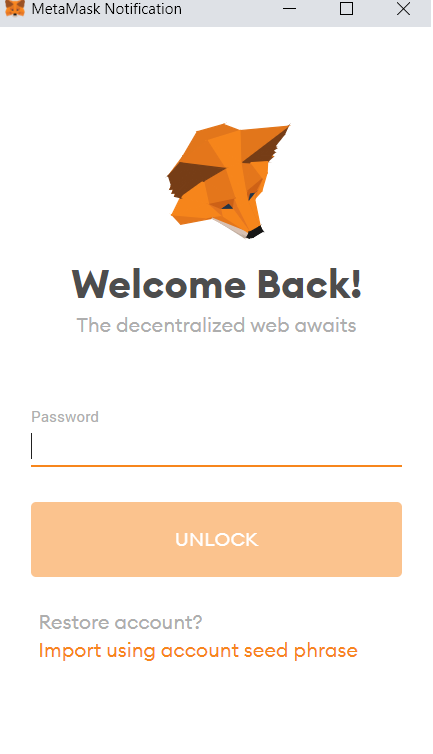 MetaMask Notification
Welcome Back!
The decentralized web awaits
Password
UNLOCK
Restore account?
Import using account seed phrase